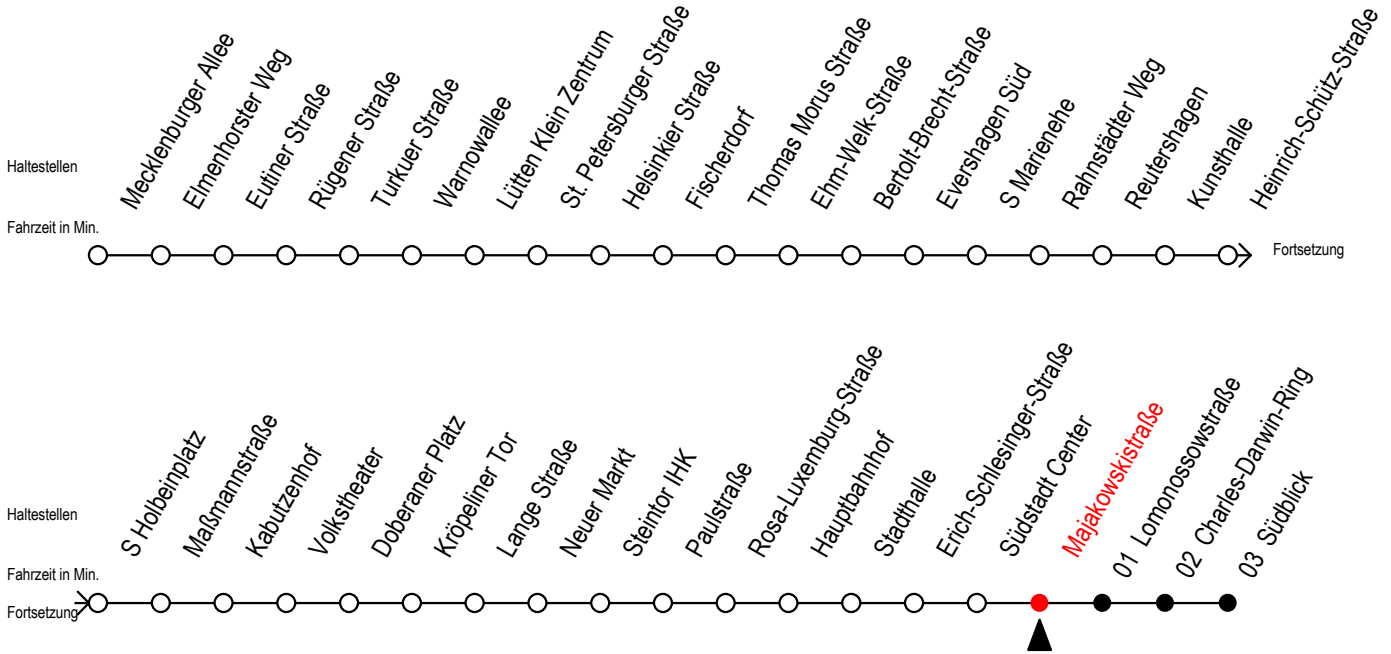 Haltestellen
Mecklenburger Allee
Elmenhorster Weg
Eutiner Straße
Rügener Straße
Turkuer Straße
Warnowallee
Lütten Klein Zentrum
St. Petersburger Straße
Helsinkier Straße
Fischerdorf
Thomas Morus Straße
Ehm-Welk-Straße
Bertolt-Brecht-Straße
Evershagen Süd
S Marienehe
Rahnstädter Weg
Reutershagen
Kunsthalle
Heinrich-Schütz-Straße
Fahrzeit in Min.
Fortsetzung
Haltestellen
S Holbeinplatz
Maßmannstraße
Kabutzenhof
Volkstheater
Doberaner Platz
Kröpeliner Tor
Lange Straße
Neuer Markt
Steintor IHK
Paulstraße
Rosa-Luxemburg-Straße
Hauptbahnhof
Stadthalle
Erich-Schlesinger-Straße
Südstadt Center
Majakowskistraße
01 Lomonossowstraße
02 Charles-Darwin-Ring
03 Südblick
Fahrzeit in Min.
Fortsetzung